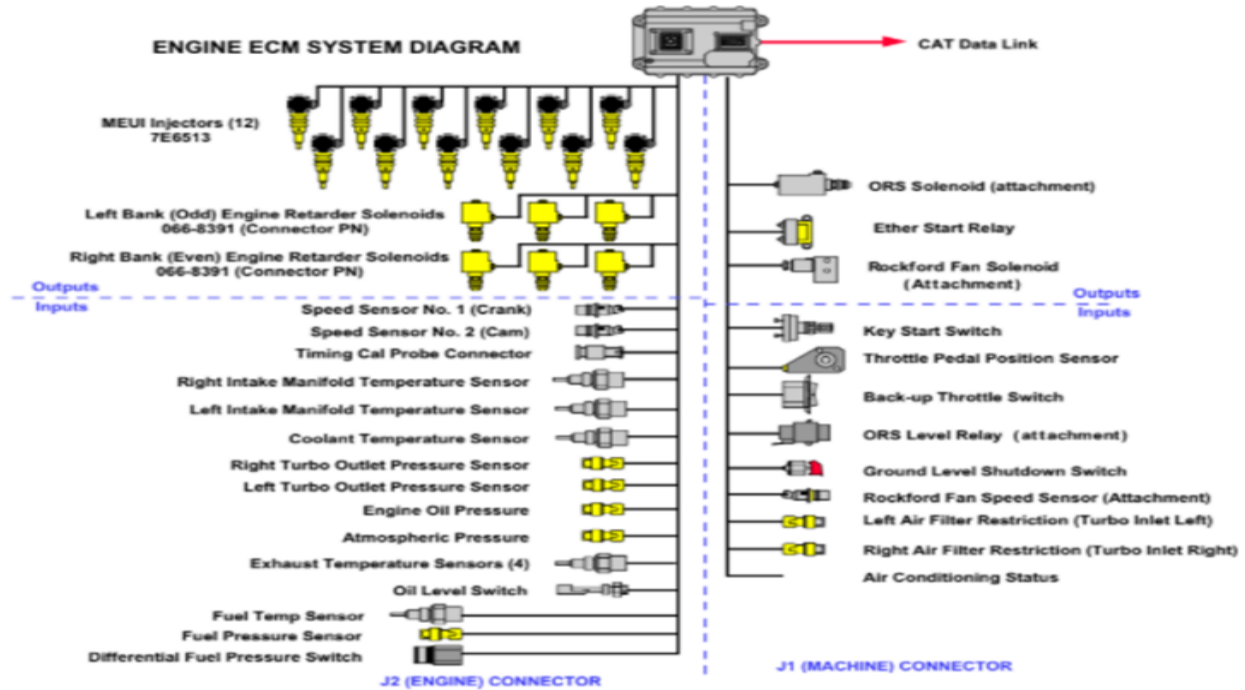 ENGINE ECM SYSTEM DIAGRAM
CAT Data Link
MEUI Injectors (12)
7E6513
Left Bank (Odd) Engine Retarder Solenoids
066-8391 (Connector PN)
Right Bank (Even) Engine Retarder Solenoids
066-8391 (Connector PN)
Outputs
Inputs
Speed Sensor No. 1 (Crank)
Speed Sensor No. 2 (Cam)
Timing Cal Probe Connector
Right Intake Manifold Temperature Sensor
Left Intake Manifold Temperature Sensor
Coolant Temperature Sensor
Right Turbo Outlet Pressure Sensor
Left Turbo Outlet Pressure Sensor
Engine Oil Pressure
Atmospheric Pressure
Exhaust Temperature Sensors (4)
Oil Level Switch
Fuel Temp Sensor
Fuel Pressure Sensor
Differential Fuel Pressure Switch
J2 (ENGINE) CONNECTOR
ORS Solenoid (attachment)
Ether Start Relay
Rockford Fan Solenoid
(Attachment)
Outputs
Inputs
Key Start Switch
Throttle Pedal Position Sensor
Back-up Throttle Switch
ORS Level Relay (attachment)
Ground Level Shutdown Switch
Rockford Fan Speed Sensor (Attachment)
Left Air Filter Restriction (Turbo Inlet Left)
Right Air Filter Restriction (Turbo Inlet Right)
Air Conditioning Status
J1 (MACHINE) CONNECTOR